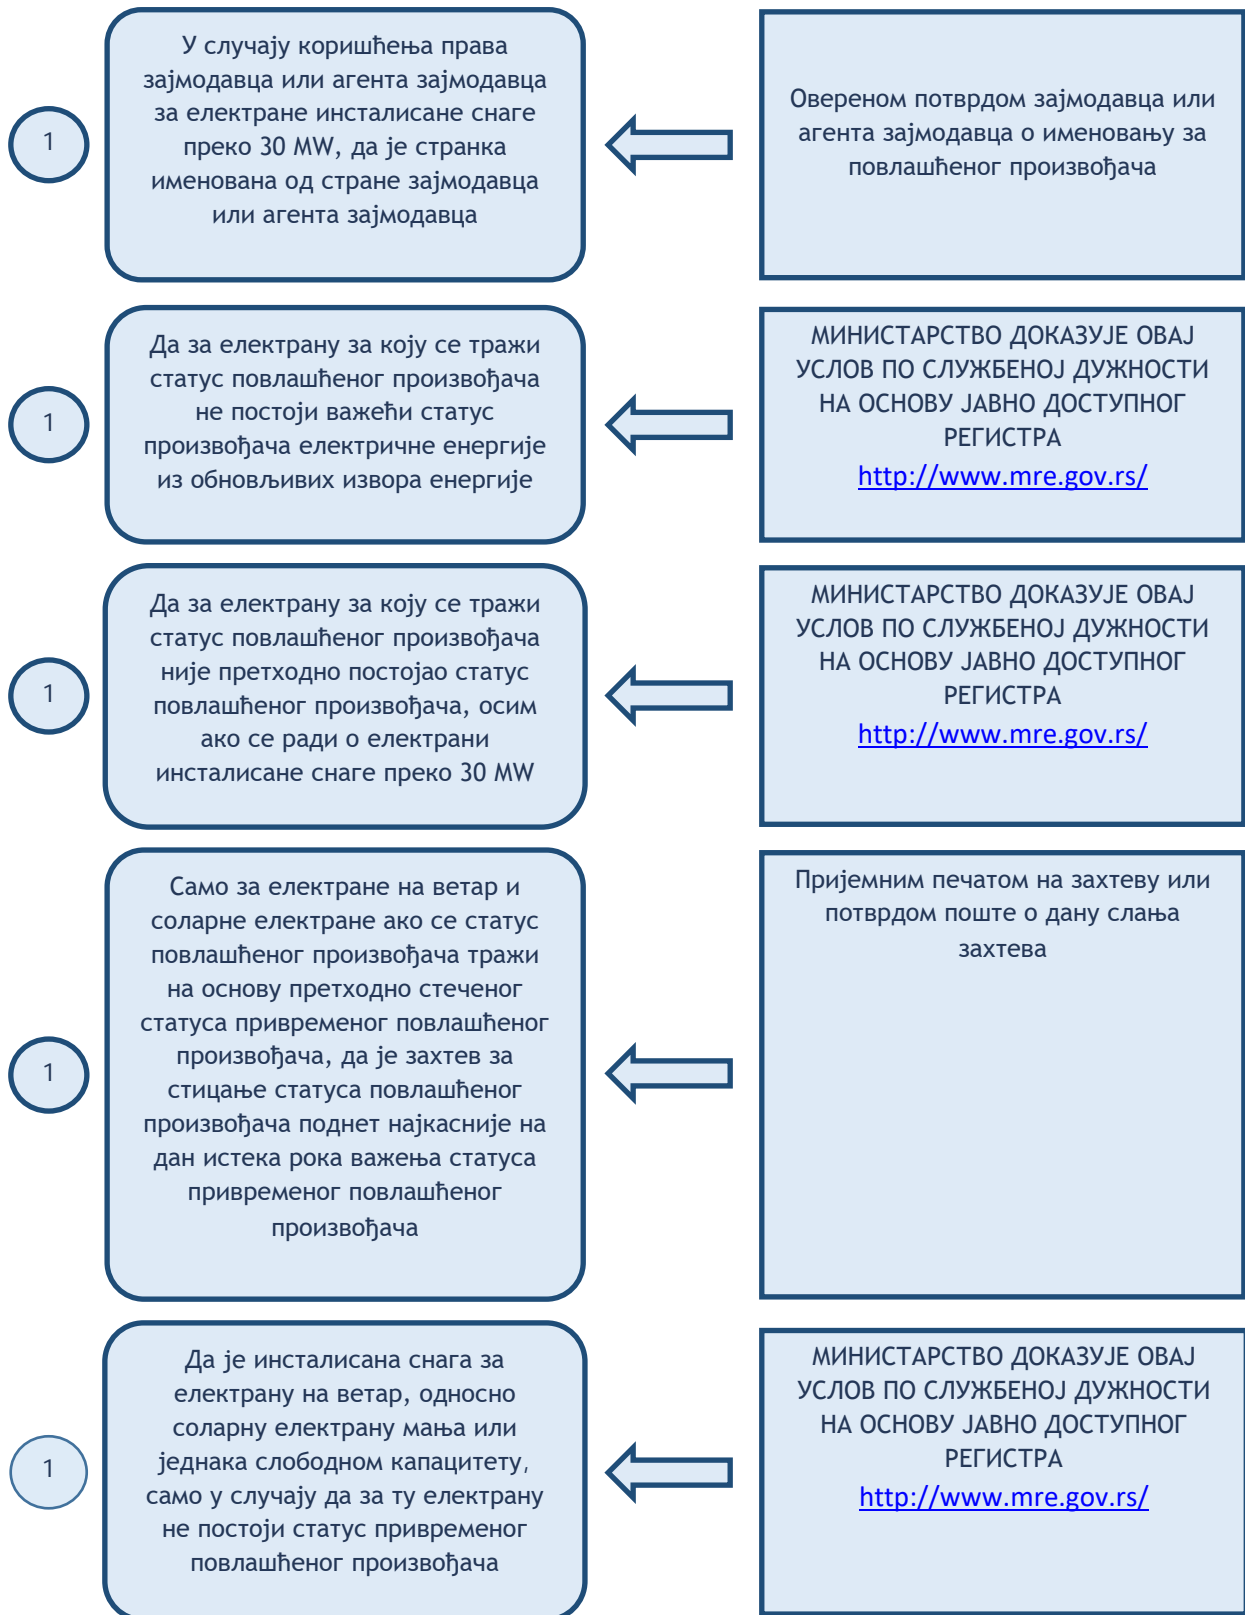 1
У случају коришћења права
зајмодавца или агента зајмодавца
за електране инсталисане снаге
преко 30 MW, да је странка
именована од стране зајмодавца
или агента зајмодавца
Овереном потврдом зајмодавца или
агента зајмодавца о именовању за
повлашћеног произвођача
1
Да за електрану за коју се тражи
статус повлашћеног произвођача
не постоји важећи статус
произвођача електричне енергије
из обновљивих извора енергије
МИНИСТАРСТВО ДОКАЗУЈЕ ОВАЈ
УСЛОВ ПО СЛУЖБЕНОЈ ДУЖНОСТИ
НА ОСНОВУ ЈАВНО ДОСТУПНОГ
РЕГИСТРА
http://www.mre.gov.rs/
1
Да за електрану за коју се тражи
статус повлашћеног произвођача
није претходно постојао статус
повлашћеног произвођача, осим
ако се ради о електрани
инсталисане снаге преко 30 MW
МИНИСТАРСТВО ДОКАЗУЈЕ ОВАЈ
УСЛОВ ПО СЛУЖБЕНОЈ ДУЖНОСТИ
НА ОСНОВУ ЈАВНО ДОСТУПНОГ
РЕГИСТРА
http://www.mre.gov.rs/
1
Само за електране на ветар и
соларне електране ако се статус
повлашћеног произвођача тражи
на основу претходно стеченог
статуса привременог повлашћеног
произвођача, да је захтев за
стицање статуса повлашћеног
произвођача поднет најкасније на
дан истека рока важења статуса
привременог повлашћеног
произвођача
Пријемним печатом на захтеву или
потврдом поште о дану слања
захтева
1
Да је инсталисана снага за
електрану на ветар, односно
соларну електрану мања или
једнака слободном капацитету,
само у случају да за ту електрану
не постоји статус привременог
повлашћеног произвођача
МИНИСТАРСТВО ДОКАЗУЈЕ ОВАЈ
УСЛОВ ПО СЛУЖБЕНОЈ ДУЖНОСТИ
НА ОСНОВУ ЈАВНО ДОСТУПНОГ
РЕГИСТРА
http://www.mre.gov.rs/